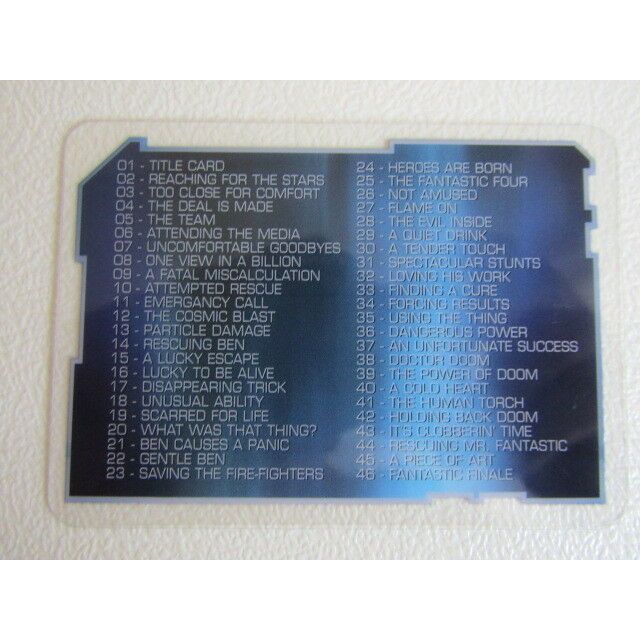 01 - TITLE CARD
02 - REACHING FOR THE STARS
03 - TOO CLOSE FOR COMFORT
04 - THE DEAL IS MADE
05 - THE TEAM
06 - ATTENDING THE MEDIA
07 - UNCOMFORTABLE GOODBYES
08 - ONE VIEW IN A BILLION
09 - A FATAL MISCALCULATION
10 - ATTEMPTED RESCUE
11 - EMERGANCY CALL
12 - THE COSMIC BLAST
13 - PARTICLE DAMAGE
14 - RESCUING BEN
15 - A LUCKY ESCAPE
16 - LUCKY TO BE ALIVE
17 - DISAPPEARING TRICK
18 - UNUSUAL ABILITY
19 - SCARRED FOR LIFE
20 - WHAT WAS THAT THING?
21 - BEN CAUSES A PANIC
22 - GENTLE BEN
23 - SAVING THE FIRE-FIGHTERS
24 - HEROES ARE BORN
25 - THE FANTASTIC FOUR
26 - NOT AMUSED
27 - FLAME ON
28 - THE EVIL INSIDE
29 - A QUIET DRINK
30 - A TENDER TOUCH
31 - SPECTACULAR STUNTS
32 - LOVING HIS WORK
33 - FINDING A CURE
34 - FORCING RESULTS
35 - USING THE THING
36 - DANGEROUS POWER
37 - AN UNFORTUNATE SUCCESS
38 - DOCTOR DOOM
39 - THE POWER OF DOOM
40 - A COLD HEART
41 - THE HUMAN TORCH
42 - HOLDING BACK DOOM
43 - IT'S CLOBBERIN' TIME
44 - RESCUING MR. FANTASTIC
45 - A PIECE OF ART
46 - FANTASTIC FINALE